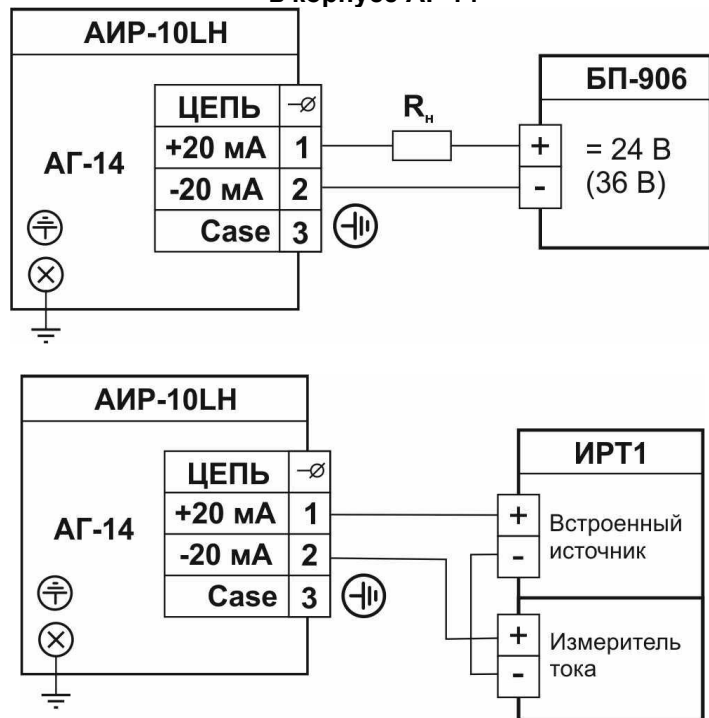 АИР-10LH
БП-906
ЦЕПЬ
Rн
+20 мА 1
+
= 24 В
АГ-14
-20 мА 2
-
(36 В)
Case 3
АИР-10LH
ИРТ1
ЦЕПЬ
+20 мА 1
+
Встроенный
АГ-14
-20 мА 2
-
источник
Case 3
+
Измеритель
-
тока